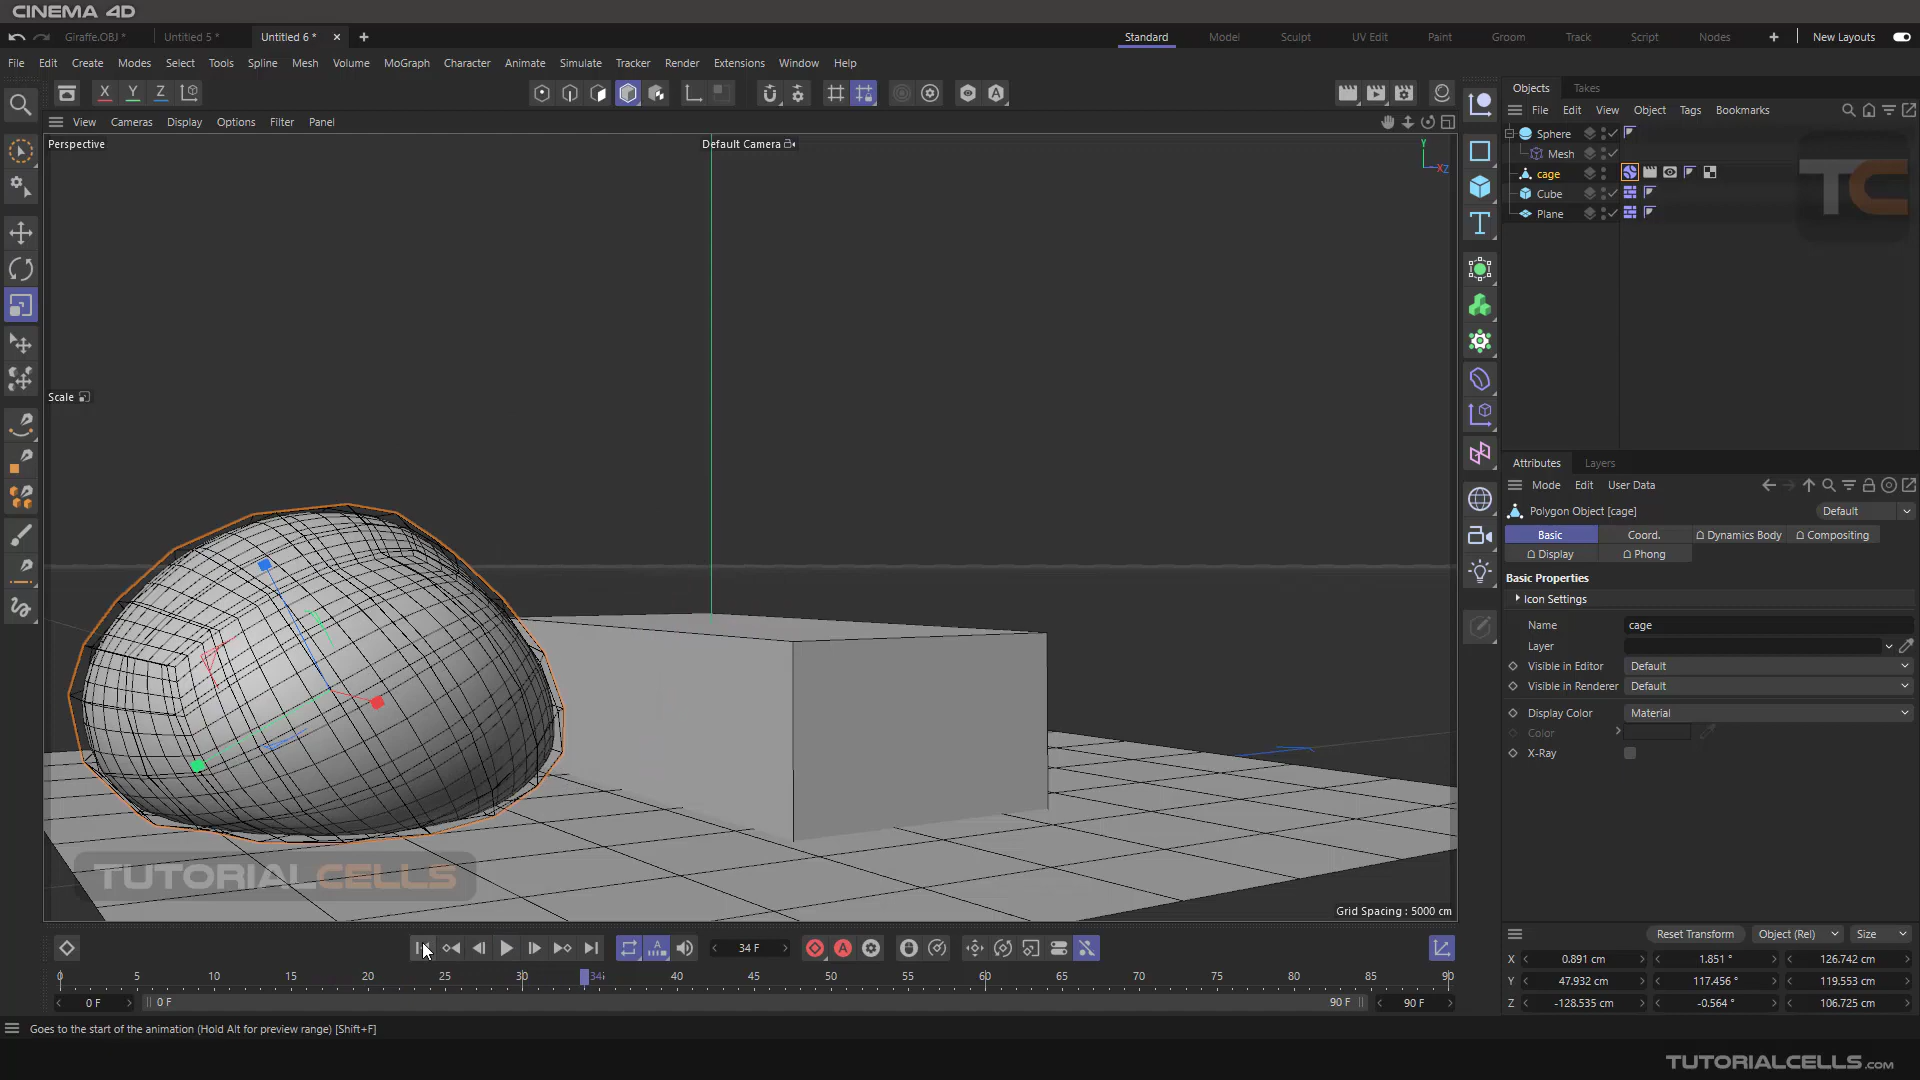 CINEMA 4D
Giraffe.OBJ *
Untitled 5 *
Untitled 6 *
Standard
Model
Sculpt
UV Edit
Paint
Groom
Track
Script
Nodes
New Layouts
File Edit Create Modes Select Tools Spline Mesh Volume MoGraph Character Animate Simulate Tracker Render Extensions Window Help
X Y Z
Objects Takes
View Cameras Display Options Filter Panel
File Edit View Object Tags Bookmarks
Perspective
Default Camera
Y
XZ
Sphere
Mesh
cage
Cube
Plane
TC
Scale
Attributes Layers
Mode Edit User Data
Polygon Object [cage]
Default
Basic Coord. Dynamics Body Compositing
Display Phong
Basic Properties
Icon Settings
Name cage
Layer
Visible in Editor Default
Visible in Renderer Default
Display Color Material
Color
X-Ray
TUTORIALCELLS
Grid Spacing : 5000 cm
34 F
0 5 10 15 20 25 30 34 40 45 50 55 60 65 70 75 80 85 90
0 F
0 F
90 F
90 F
Reset Transform
Object (Rel)
Size
X 0.891 cm 1.851 ° 126.742 cm
Y 47.932 cm 117.456 ° 119.553 cm
Z -128.535 cm -0.564 ° 106.725 cm
Goes to the start of the animation (Hold Alt for preview range) [Shift+F]
TUTORIALCELLS.com